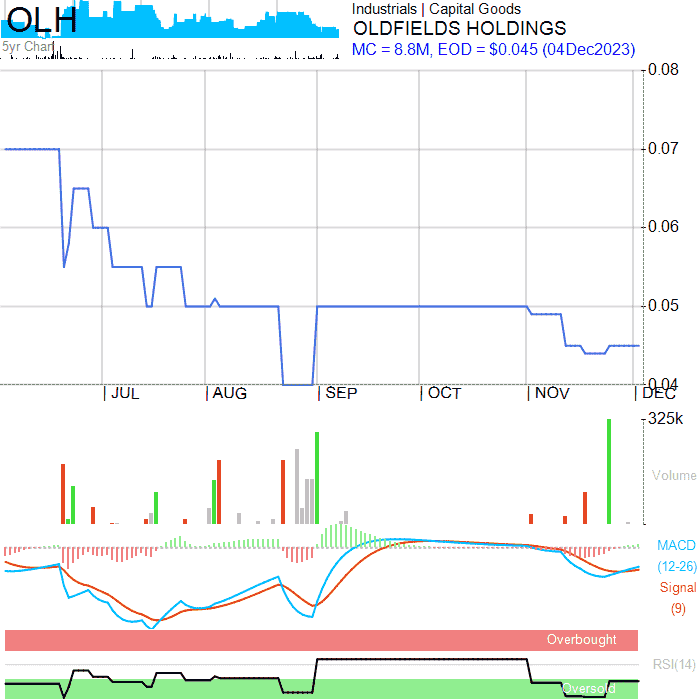 OLH
Industrials | Capital Goods
OLDFIELDS HOLDINGS
5yr Chart
MC = 8.8M, EOD = $0.045 (04Dec2023)
0.08
0.07
0.06
0.05
0.04
JUL
AUG
SEP
OCT
NOV
DEC
325k
Volume
MACD
(12-26)
Signal
(9)
Overbought
RSI(14)
Oversold